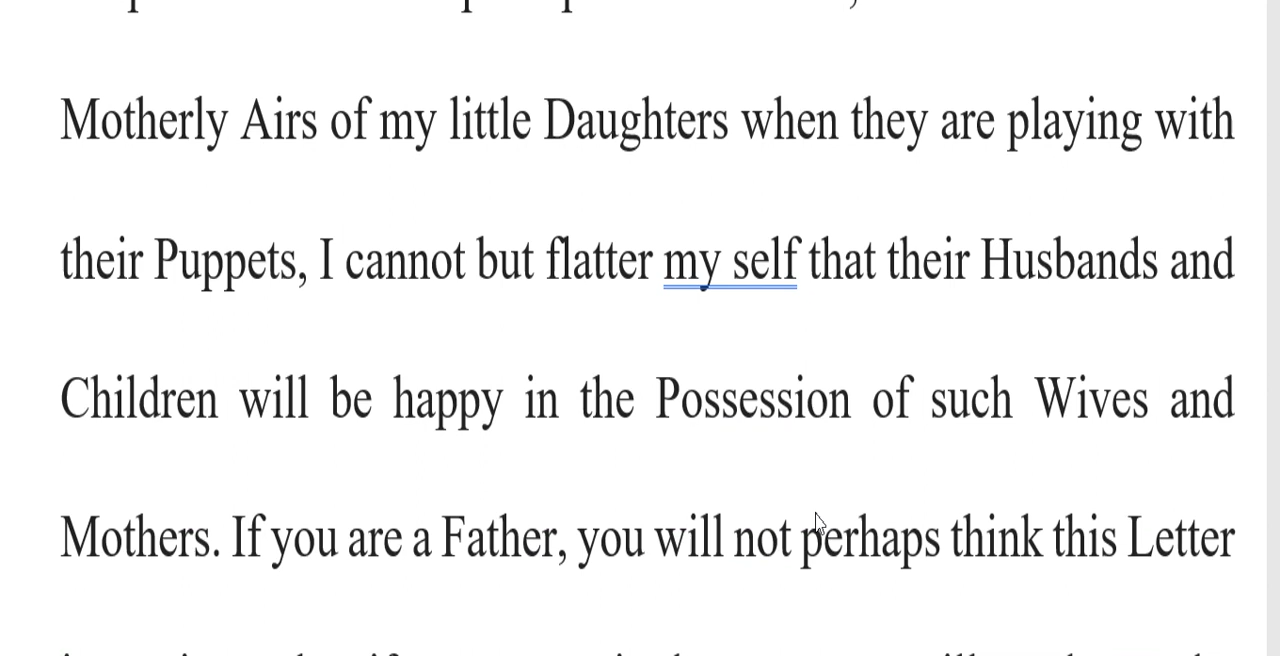 Motherly Airs of my little Daughters when they are playing with
their Puppets, I cannot but flatter my self that their Husbands and
Children will be happy in the Possession of such Wives and
Mothers. If you are a Father, you will not perhaps think this Letter